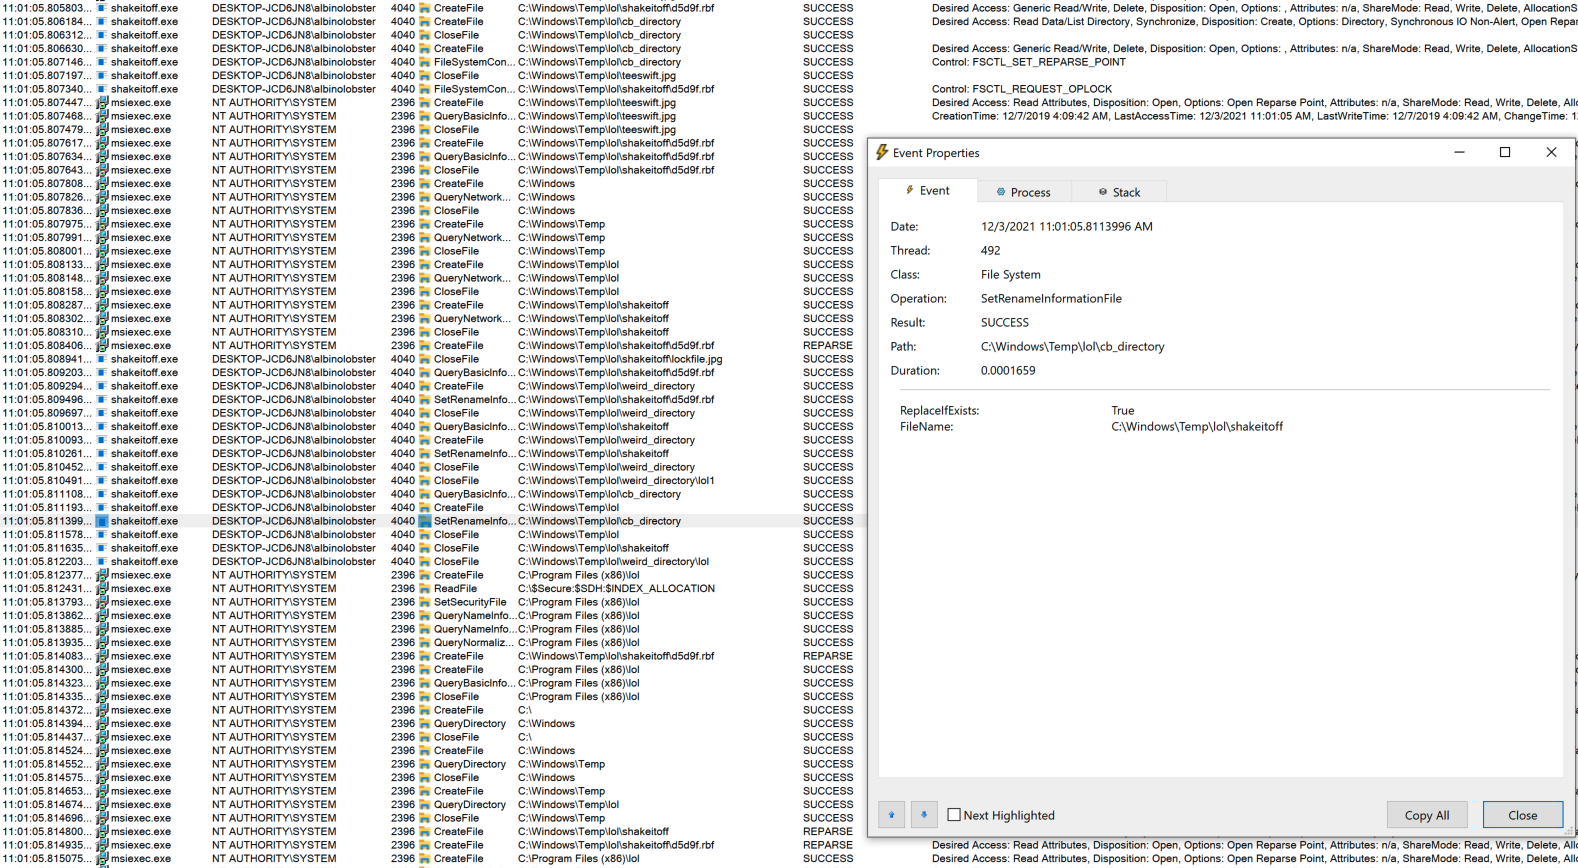 11:01:05.805803... shakeitoff.exe DESKTOP-JCD6JN8\albinolobster 4040 CreateFile C:\Windows\Temp\lol\shakeitoff\d5d9f.rbf SUCCESS Desired Access: Generic Read/Write, Delete, Disposition: Open, Options: , Attributes: n/a, ShareMode: Read, Write, Delete, AllocationS
11:01:05.806031... shakeitoff.exe DESKTOP-JCD6JN8\albinolobster 4040 CreateFile C:\Windows\Temp\lol\cb_directory SUCCESS Desired Access: Read Data/List Directory, Synchronize, Disposition: Create, Options: Directory, Synchronous IO Non-Alert, Open Repar
11:01:05.806312... shakeitoff.exe DESKTOP-JCD6JN8\albinolobster 4040 CloseFile C:\Windows\Temp\lol\cb_directory SUCCESS
11:01:05.806630... shakeitoff.exe DESKTOP-JCD6JN8\albinolobster 4040 CreateFile C:\Windows\Temp\lol\cb_directory SUCCESS Desired Access: Generic Read/Write, Delete, Disposition: Open, Options: , Attributes: n/a, ShareMode: Read, Write, Delete, AllocationS
11:01:05.807146... shakeitoff.exe DESKTOP-JCD6JN8\albinolobster 4040 FileSystemCon... C:\Windows\Temp\lol\cb_directory SUCCESS Control: FSCTL_SET_REPARSE_POINT
11:01:05.807197... shakeitoff.exe DESKTOP-JCD6JN8\albinolobster 4040 CloseFile C:\Windows\Temp\lol\teeswift.jpg SUCCESS
11:01:05.807340... shakeitoff.exe DESKTOP-JCD6JN8\albinolobster 4040 FileSystemCon... C:\Windows\Temp\lol\shakeitoff\d5d9f.rbf SUCCESS Control: FSCTL_REQUEST_OPLOCK
11:01:05.807447... msiexec.exe NT AUTHORITY\SYSTEM 2396 CreateFile C:\Windows\Temp\lol\teeswift.jpg SUCCESS Desired Access: Read Attributes, Disposition: Open, Options: Open Reparse Point, Attributes: n/a, ShareMode: Read, Write, Delete, Allo
11:01:05.807468... msiexec.exe NT AUTHORITY\SYSTEM 2396 QueryBasicInfo... C:\Windows\Temp\lol\teeswift.jpg SUCCESS CreationTime: 12/7/2019 4:09:42 AM, LastAccessTime: 12/3/2021 11:01:05 AM, LastWriteTime: 12/7/2019 4:09:42 AM, ChangeTime: 1
11:01:05.807479... msiexec.exe NT AUTHORITY\SYSTEM 2396 CloseFile C:\Windows\Temp\lol\teeswift.jpg SUCCESS
11:01:05.807617... msiexec.exe NT AUTHORITY\SYSTEM 2396 CreateFile C:\Windows\Temp\lol\shakeitoff\d5d9f.rbf SUCCESS
11:01:05.807634... msiexec.exe NT AUTHORITY\SYSTEM 2396 QueryBasicInfo... C:\Windows\Temp\lol\shakeitoff\d5d9f.rbf SUCCESS
11:01:05.807643... msiexec.exe NT AUTHORITY\SYSTEM 2396 CloseFile C:\Windows\Temp\lol\shakeitoff\d5d9f.rbf SUCCESS
11:01:05.807808... msiexec.exe NT AUTHORITY\SYSTEM 2396 CreateFile C:\Windows SUCCESS
11:01:05.807826... msiexec.exe NT AUTHORITY\SYSTEM 2396 QueryNetwork... C:\Windows SUCCESS
11:01:05.807836... msiexec.exe NT AUTHORITY\SYSTEM 2396 CloseFile C:\Windows SUCCESS
11:01:05.807975... msiexec.exe NT AUTHORITY\SYSTEM 2396 CreateFile C:\Windows\Temp SUCCESS
11:01:05.807991... msiexec.exe NT AUTHORITY\SYSTEM 2396 QueryNetwork... C:\Windows\Temp SUCCESS
11:01:05.808001... msiexec.exe NT AUTHORITY\SYSTEM 2396 CloseFile C:\Windows\Temp SUCCESS
11:01:05.808133... msiexec.exe NT AUTHORITY\SYSTEM 2396 CreateFile C:\Windows\Temp\lol SUCCESS
11:01:05.808148... msiexec.exe NT AUTHORITY\SYSTEM 2396 QueryNetwork... C:\Windows\Temp\lol SUCCESS
11:01:05.808158... msiexec.exe NT AUTHORITY\SYSTEM 2396 CloseFile C:\Windows\Temp\lol SUCCESS
11:01:05.808287... msiexec.exe NT AUTHORITY\SYSTEM 2396 CreateFile C:\Windows\Temp\lol\shakeitoff SUCCESS
11:01:05.808302... msiexec.exe NT AUTHORITY\SYSTEM 2396 QueryNetwork... C:\Windows\Temp\lol\shakeitoff SUCCESS
11:01:05.808310... msiexec.exe NT AUTHORITY\SYSTEM 2396 CloseFile C:\Windows\Temp\lol\shakeitoff SUCCESS
11:01:05.808406... msiexec.exe NT AUTHORITY\SYSTEM 2396 CreateFile C:\Windows\Temp\lol\shakeitoff\d5d9f.rbf REPARSE
11:01:05.808941... shakeitoff.exe DESKTOP-JCD6JN8\albinolobster 4040 CloseFile C:\Windows\Temp\lol\shakeitoff\lockfile.jpg SUCCESS
11:01:05.809203... shakeitoff.exe DESKTOP-JCD6JN8\albinolobster 4040 QueryBasicInfo... C:\Windows\Temp\lol\shakeitoff\d5d9f.rbf SUCCESS
11:01:05.809294... shakeitoff.exe DESKTOP-JCD6JN8\albinolobster 4040 CreateFile C:\Windows\Temp\lol\weird_directory SUCCESS
11:01:05.809496... shakeitoff.exe DESKTOP-JCD6JN8\albinolobster 4040 SetRenameInfo... C:\Windows\Temp\lol\shakeitoff\d5d9f.rbf SUCCESS
11:01:05.809697... shakeitoff.exe DESKTOP-JCD6JN8\albinolobster 4040 CloseFile C:\Windows\Temp\lol\weird_directory SUCCESS
11:01:05.810013... shakeitoff.exe DESKTOP-JCD6JN8\albinolobster 4040 QueryBasicInfo... C:\Windows\Temp\lol\shakeitoff SUCCESS
11:01:05.810093... shakeitoff.exe DESKTOP-JCD6JN8\albinolobster 4040 CreateFile C:\Windows\Temp\lol\weird_directory SUCCESS
11:01:05.810261... shakeitoff.exe DESKTOP-JCD6JN8\albinolobster 4040 SetRenameInfo... C:\Windows\Temp\lol\shakeitoff SUCCESS
11:01:05.810452... shakeitoff.exe DESKTOP-JCD6JN8\albinolobster 4040 CloseFile C:\Windows\Temp\lol\weird_directory SUCCESS
11:01:05.810491... shakeitoff.exe DESKTOP-JCD6JN8\albinolobster 4040 CloseFile C:\Windows\Temp\lol\weird_directory\lol1 SUCCESS
11:01:05.811108... shakeitoff.exe DESKTOP-JCD6JN8\albinolobster 4040 QueryBasicInfo... C:\Windows\Temp\lol\cb_directory SUCCESS
11:01:05.811193... shakeitoff.exe DESKTOP-JCD6JN8\albinolobster 4040 CreateFile C:\Windows\Temp\lol SUCCESS
11:01:05.811399... shakeitoff.exe DESKTOP-JCD6JN8\albinolobster 4040 SetRenameInfo... C:\Windows\Temp\lol\cb_directory SUCCESS
11:01:05.811578... shakeitoff.exe DESKTOP-JCD6JN8\albinolobster 4040 CloseFile C:\Windows\Temp\lol SUCCESS
11:01:05.811635... shakeitoff.exe DESKTOP-JCD6JN8\albinolobster 4040 CloseFile C:\Windows\Temp\lol\shakeitoff SUCCESS
11:01:05.812203... shakeitoff.exe DESKTOP-JCD6JN8\albinolobster 4040 CloseFile C:\Windows\Temp\lol\weird_directory\lol SUCCESS
11:01:05.812377... msiexec.exe NT AUTHORITY\SYSTEM 2396 CreateFile C:\Program Files (x86)\lol SUCCESS
11:01:05.812431... msiexec.exe NT AUTHORITY\SYSTEM 2396 ReadFile C:\$Secure:$SDH:$INDEX_ALLOCATION SUCCESS
11:01:05.813793... msiexec.exe NT AUTHORITY\SYSTEM 2396 SetSecurityFile C:\Program Files (x86)\lol SUCCESS
11:01:05.813862... msiexec.exe NT AUTHORITY\SYSTEM 2396 QueryNameInfo... C:\Program Files (x86)\lol SUCCESS
11:01:05.813885... msiexec.exe NT AUTHORITY\SYSTEM 2396 QueryNameInfo... C:\Program Files (x86)\lol SUCCESS
11:01:05.813935... msiexec.exe NT AUTHORITY\SYSTEM 2396 QueryNormaliz... C:\Program Files (x86)\lol SUCCESS
11:01:05.814083... msiexec.exe NT AUTHORITY\SYSTEM 2396 CreateFile C:\Windows\Temp\lol\shakeitoff\d5d9f.rbf REPARSE
11:01:05.814300... msiexec.exe NT AUTHORITY\SYSTEM 2396 CreateFile C:\Program Files (x86)\lol SUCCESS
11:01:05.814323... msiexec.exe NT AUTHORITY\SYSTEM 2396 QueryBasicInfo... C:\Program Files (x86)\lol SUCCESS
11:01:05.814335... msiexec.exe NT AUTHORITY\SYSTEM 2396 CloseFile C:\Program Files (x86)\lol SUCCESS
11:01:05.814372... msiexec.exe NT AUTHORITY\SYSTEM 2396 CreateFile C:\ SUCCESS
11:01:05.814394... msiexec.exe NT AUTHORITY\SYSTEM 2396 QueryDirectory C:\Windows SUCCESS
11:01:05.814437... msiexec.exe NT AUTHORITY\SYSTEM 2396 CloseFile C:\ SUCCESS
11:01:05.814524... msiexec.exe NT AUTHORITY\SYSTEM 2396 CreateFile C:\Windows SUCCESS
11:01:05.814552... msiexec.exe NT AUTHORITY\SYSTEM 2396 QueryDirectory C:\Windows\Temp SUCCESS
11:01:05.814575... msiexec.exe NT AUTHORITY\SYSTEM 2396 CloseFile C:\Windows SUCCESS
11:01:05.814653... msiexec.exe NT AUTHORITY\SYSTEM 2396 CreateFile C:\Windows\Temp SUCCESS
11:01:05.814674... msiexec.exe NT AUTHORITY\SYSTEM 2396 QueryDirectory C:\Windows\Temp\lol SUCCESS
11:01:05.814696... msiexec.exe NT AUTHORITY\SYSTEM 2396 CloseFile C:\Windows\Temp SUCCESS
11:01:05.814800... msiexec.exe NT AUTHORITY\SYSTEM 2396 CreateFile C:\Windows\Temp\lol\shakeitoff REPARSE
11:01:05.814935... msiexec.exe NT AUTHORITY\SYSTEM 2396 CreateFile C:\Windows\Temp\lol\shakeitoff\d5d9f.rbf REPARSE Desired Access: Read Attributes, Disposition: Open, Options: Open Reparse Point, Attributes: n/a, ShareMode: Read, Write, Delete, Allo
11:01:05.815075... msiexec.exe NT AUTHORITY\SYSTEM 2396 CreateFile C:\Program Files (x86)\lol SUCCESS Desired Access: Read Attributes, Disposition: Open, Options: Open Reparse Point, Attributes: n/a, ShareMode: Read, Write, Delete, Allo
Event Properties
Event Process Stack
Date: 12/3/2021 11:01:05.8113996 AM
Thread: 492
Class: File System
Operation: SetRenameInformationFile
Result: SUCCESS
Path: C:\Windows\Temp\lol\cb_directory
Duration: 0.0001659
ReplaceIfExists: True
FileName: C:\Windows\Temp\lol\shakeitoff
Next Highlighted Copy All Close